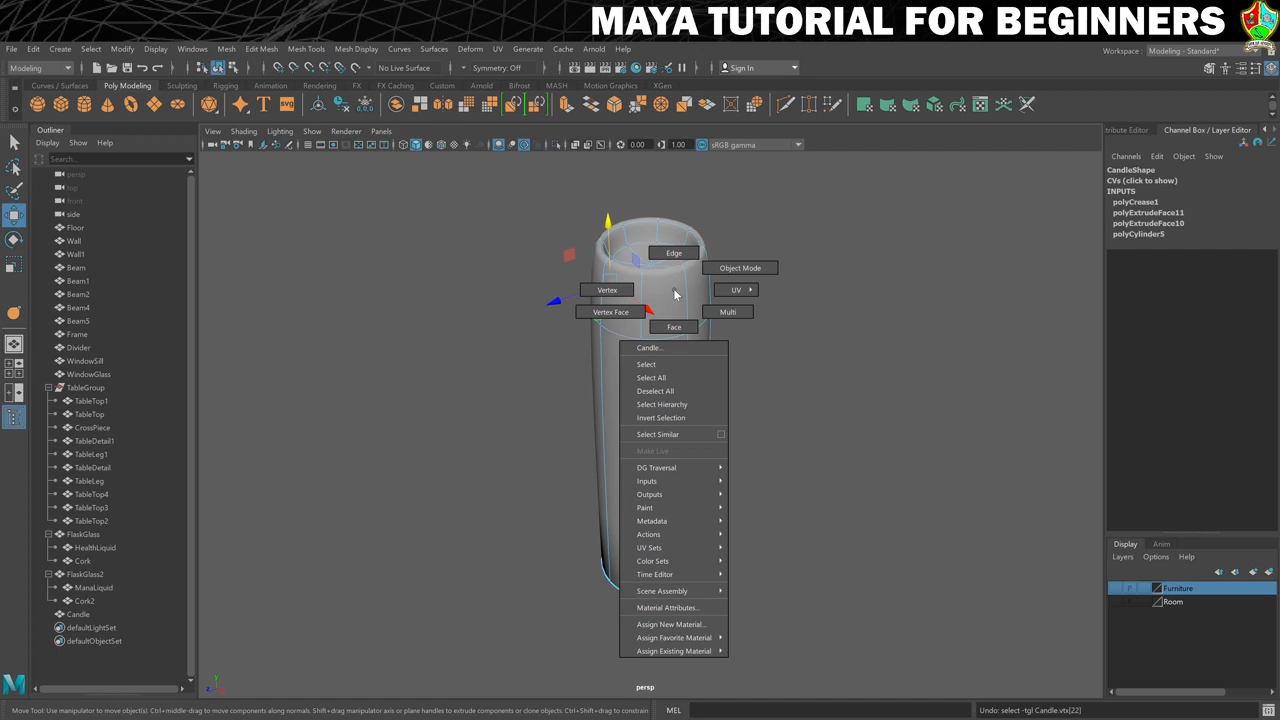 MAYA TUTORIAL FOR BEGINNERS
File Edit Create Select Modify Display Windows Mesh Edit Mesh Mesh Tools Mesh Display Curves Surfaces Deform UV Generate Cache Arnold Help
Workspace : Modeling - Standard*
Modeling
No Live Surface
Symmetry: Off
Sign In
Curves / Surfaces Poly Modeling Sculpting Rigging Animation Rendering FX FX Caching Custom Arnold Bifrost MASH Motion Graphics XGen
Outliner
Display Show Help
Search...
persp
top
front
side
Floor
Wall
Wall1
Beam
Beam1
Beam2
Beam4
Beam5
Frame
Divider
WindowSill
WindowGlass
TableGroup
TableTop1
TableTop
CrossPiece
TableDetail1
TableLeg1
TableDetail
TableLeg
TableTop4
TableTop3
TableTop2
FlaskGlass
HealthLiquid
Cork
FlaskGlass2
ManaLiquid
Cork2
Candle
defaultLightSet
defaultObjectSet
View Shading Lighting Show Renderer Panels
0.00
1.00
sRGB gamma
Edge
Object Mode
Vertex
UV
Vertex Face
Multi
Face
Candle...
Select
Select All
Deselect All
Select Hierarchy
Invert Selection
Select Similar
Make Live
DG Traversal
Inputs
Outputs
Paint
Metadata
Actions
UV Sets
Color Sets
Time Editor
Scene Assembly
Material Attributes...
Assign New Material...
Assign Favorite Material
Assign Existing Material
persp
tribute Editor Channel Box / Layer Editor
Channels Edit Object Show
CandleShape
CVs (click to show)
INPUTS
polyCrease1
polyExtrudeFace11
polyExtrudeFace10
polyCylinder5
Display Anim
Layers Options Help
P Furniture
P Room
Move Tool: Use manipulator to move object(s). Ctrl+middle-drag to move components along normals. Shift+drag manipulator axis or plane handles to extrude components or clone objects. Ctrl+Shift+drag to constrain
MEL
Undo: select -tgl Candle.vtx[22]